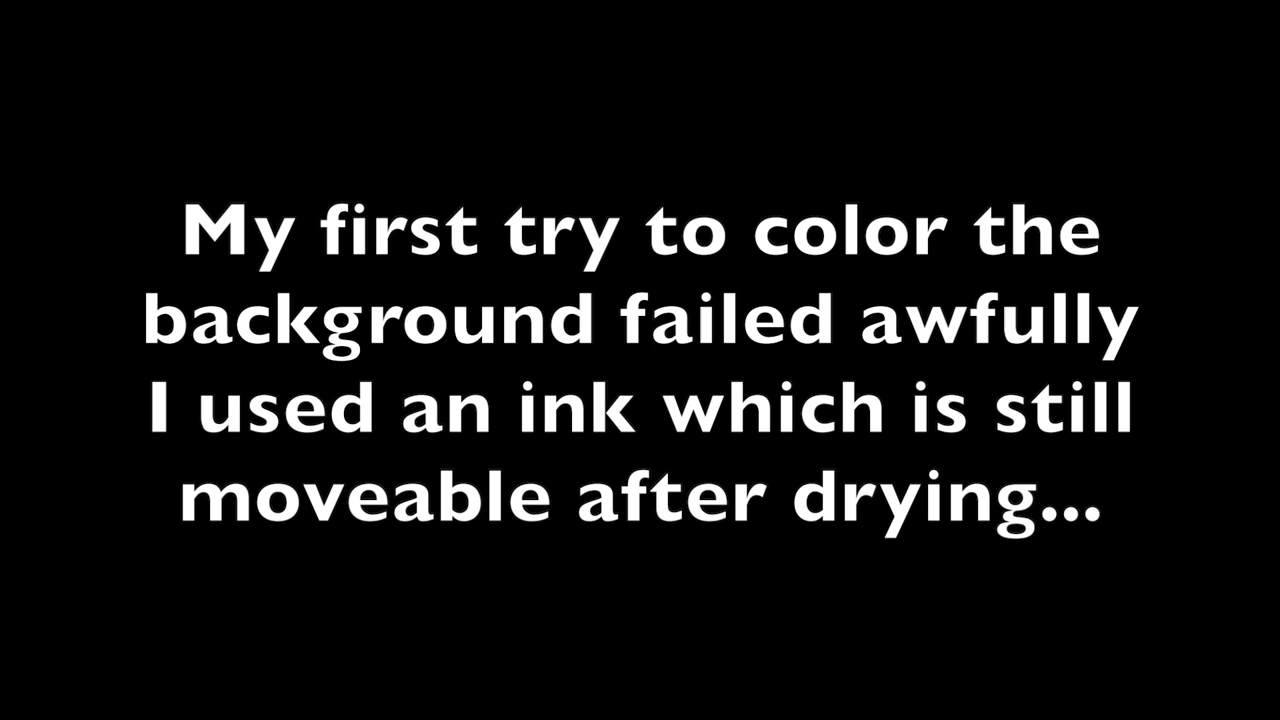 My first try to color the
background failed awfully
I used an ink which is still
moveable after drying...